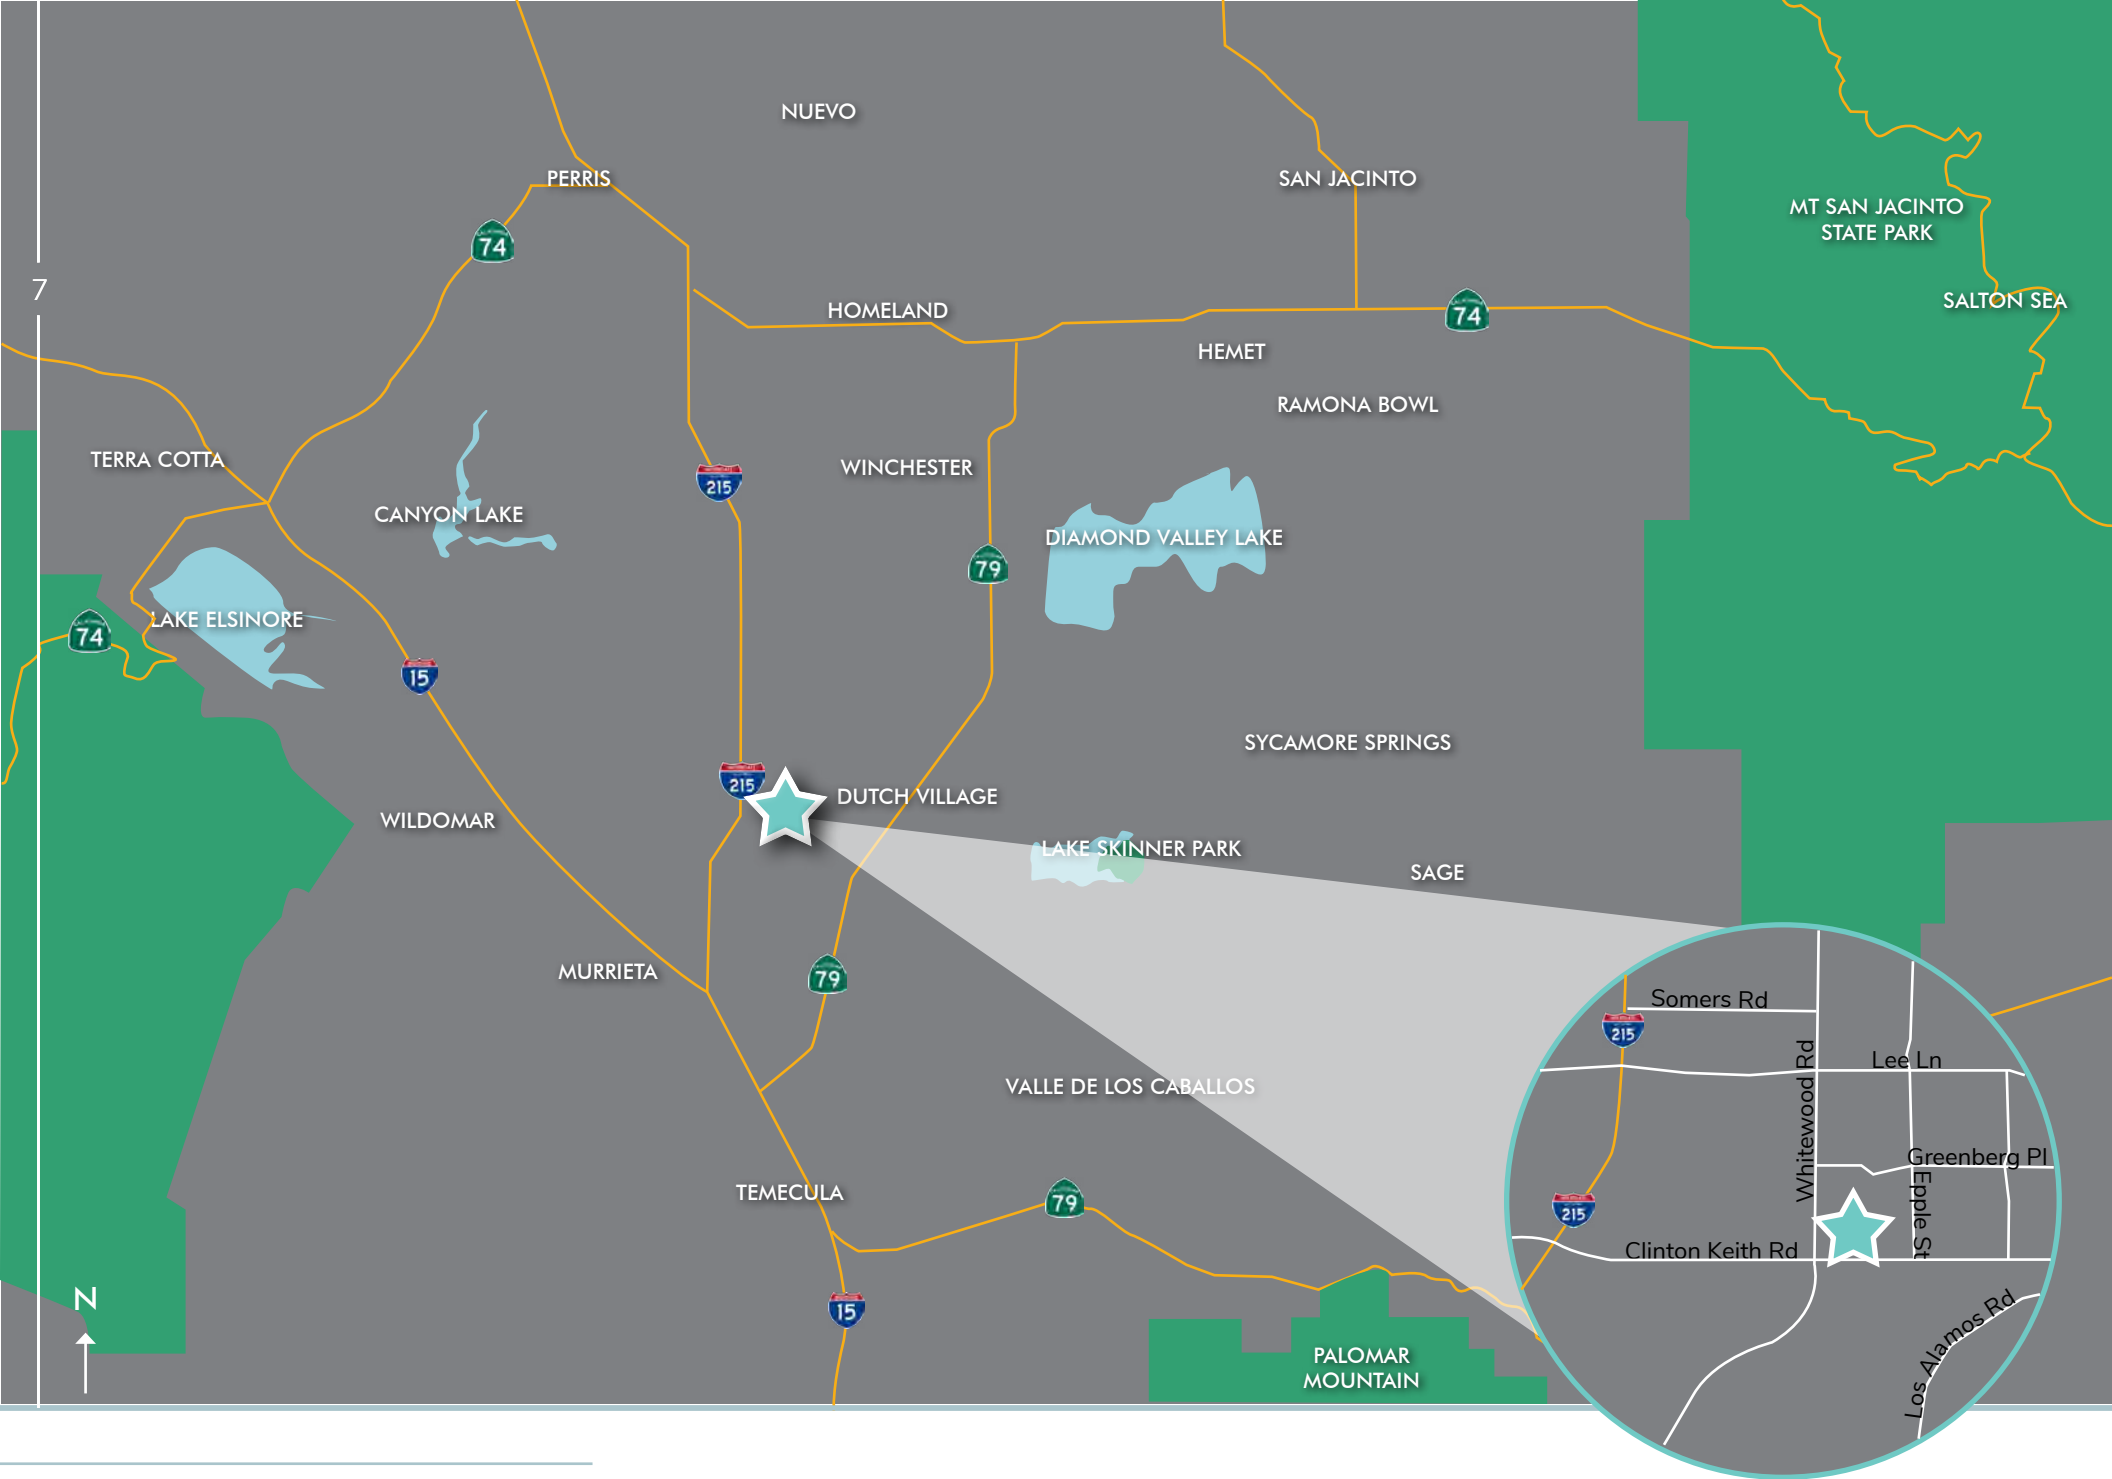 NUEVO
PERRIS
SAN JACINTO
MT SAN JACINTO
STATE PARK
74
7
SALTON SEA
HOMELAND
74
HEMET
RAMONA BOWL
TERRA COTTA
WINCHESTER
215
CANYON LAKE
DIAMOND VALLEY LAKE
79
LAKE ELSINORE
74
15
SYCAMORE SPRINGS
215
DUTCH VILLAGE
WILDOMAR
LAKE SKINNER PARK
SAGE
MURRIETA
79
Somers Rd
215
Whitewood Rd
Lee Ln
VALLE DE LOS CABALLOS
Greenberg Pl
TEMECULA
79
215
Epple St
Clinton Keith Rd
N
15
Los Alamos Rd
PALOMAR
MOUNTAIN